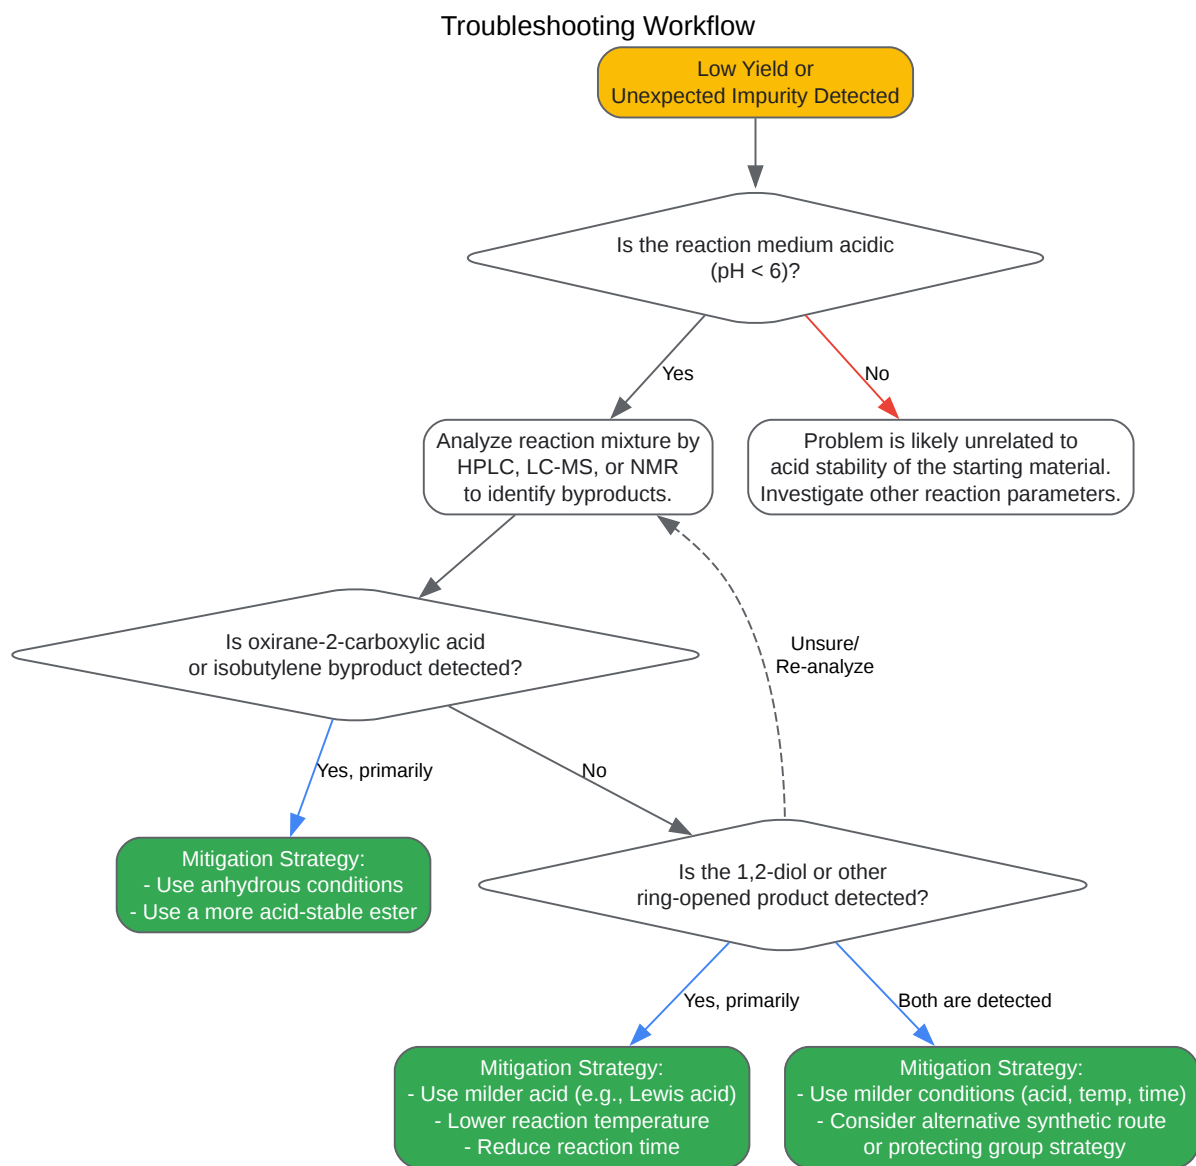 Troubleshooting Workflow
Low Yield or
Unexpected Impurity Detected
Is the reaction medium acidic
(pH < 6)?
Yes
No
Analyze reaction mixture by
HPLC, LC-MS, or NMR
to identify byproducts.
Problem is likely unrelated to
acid stability of the starting material.
Investigate other reaction parameters.
Is oxirane-2-carboxylic acid
or isobutylene byproduct detected?
Unsure/
Re-analyze
Yes, primarily
No
Mitigation Strategy:
- Use anhydrous conditions
- Use a more acid-stable ester
Is the 1,2-diol or other
ring-opened product detected?
Yes, primarily
Both are detected
Mitigation Strategy:
- Use milder acid (e.g., Lewis acid)
- Lower reaction temperature
- Reduce reaction time
Mitigation Strategy:
- Use milder conditions (acid, temp, time)
- Consider alternative synthetic route
or protecting group strategy